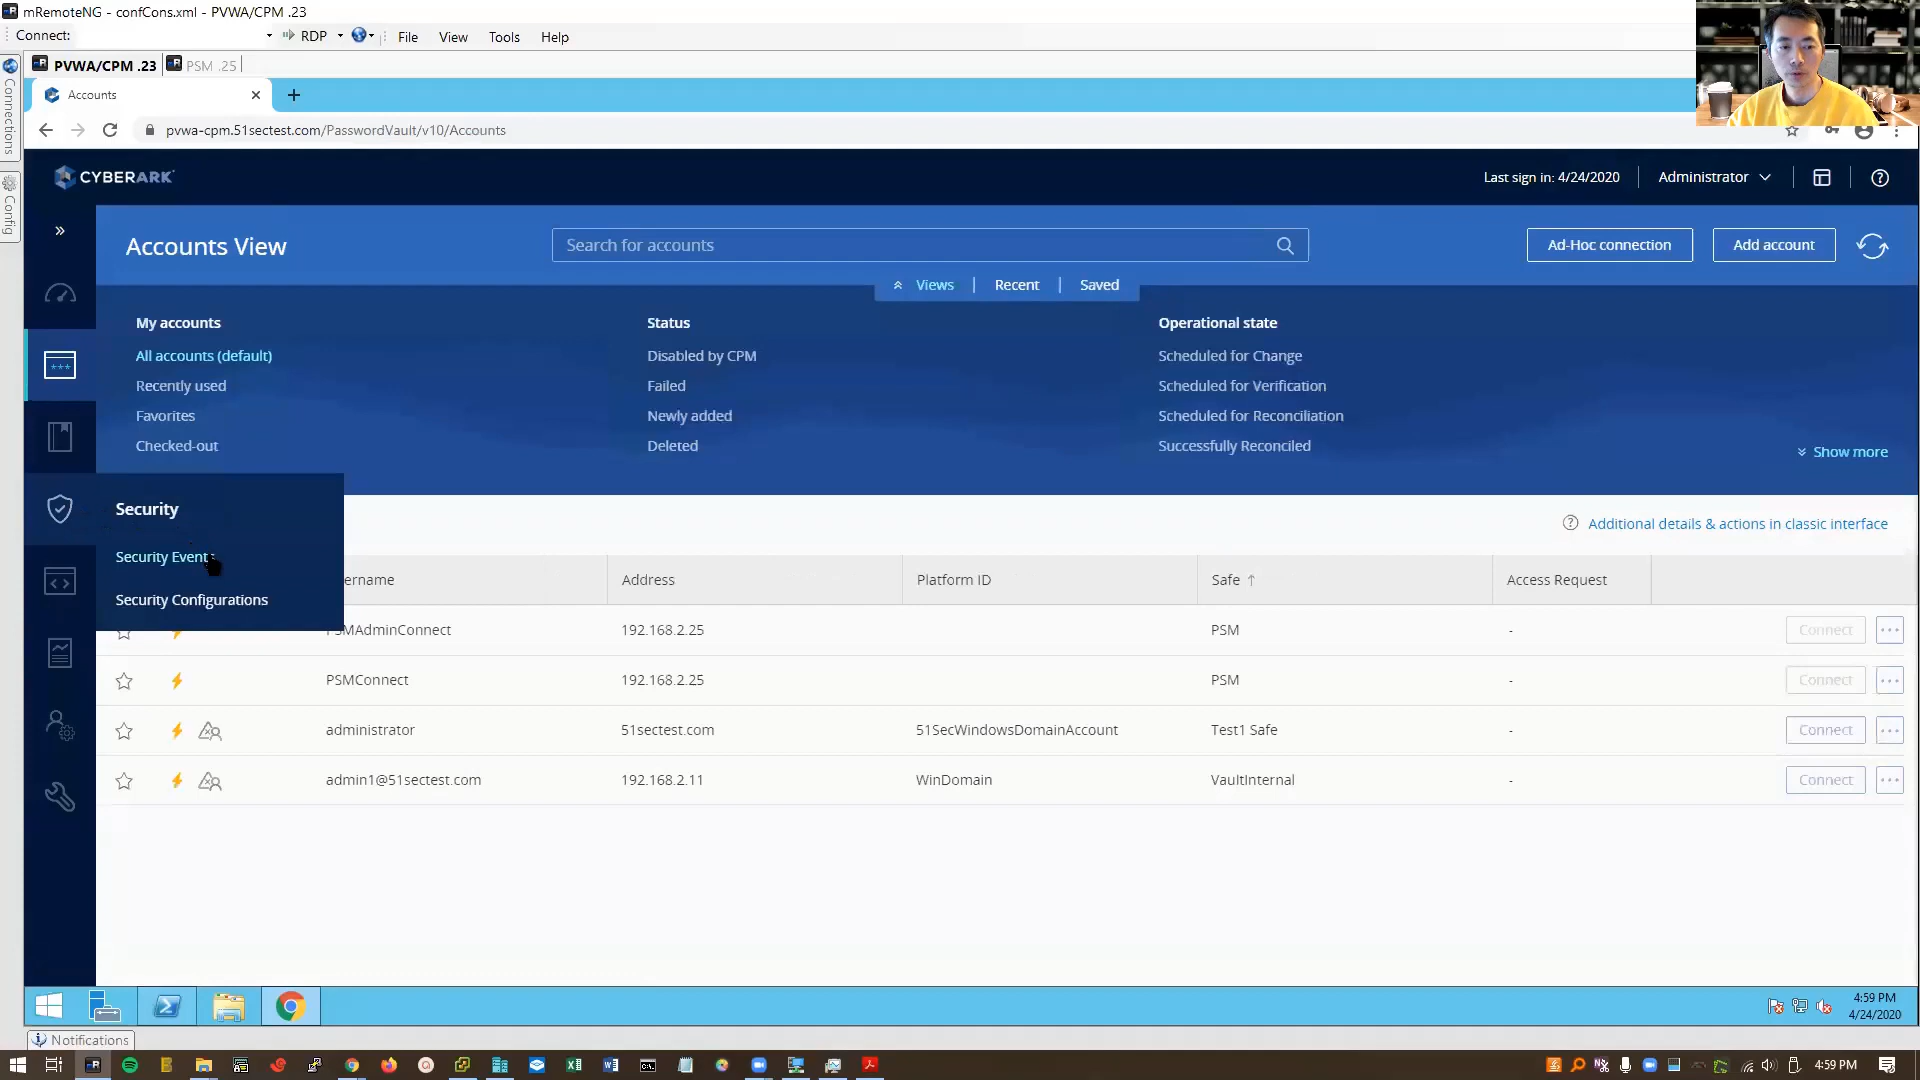 mRemoteNG - confCons.xml - PVWA/CPM .23
Connect: RDP File View Tools Help
PVWA/CPM .23 PSM .25
Connections
Config
Accounts
pvwa-cpm.51sectest.com/PasswordVault/v10/Accounts
CYBERARK
Last sign in: 4/24/2020 Administrator
Accounts View
Search for accounts
Ad-Hoc connection Add account
Views Recent Saved
My accounts Status Operational state
All accounts (default) Disabled by CPM Scheduled for Change
Recently used Failed Scheduled for Verification
Favorites Newly added Scheduled for Reconciliation
Checked-out Deleted Successfully Reconciled
Show more
Security
Security Events
Security Configurations
Additional details & actions in classic interface
ername Address Platform ID Safe Access Request
PSMAdminConnect 192.168.2.25 PSM - Connect
PSMConnect 192.168.2.25 PSM - Connect
administrator 51sectest.com 51SecWindowsDomainAccount Test1 Safe - Connect
admin1@51sectest.com 192.168.2.11 WinDomain VaultInternal - Connect
4:59 PM
4/24/2020
Notifications
4:59 PM